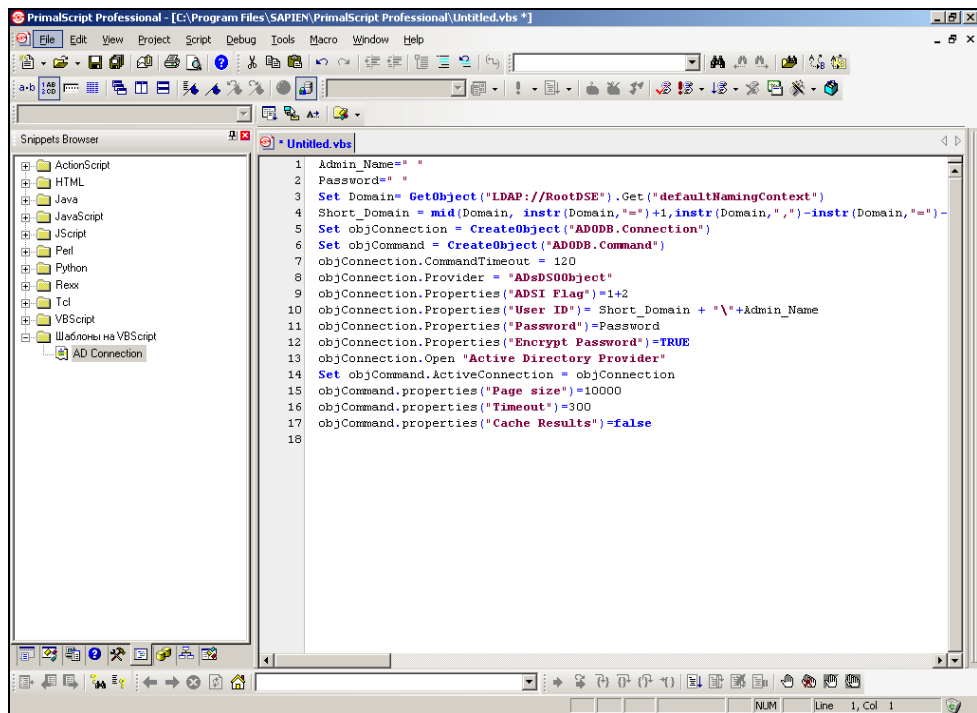 PrimalScript Professional - [C:\Program Files\SAPIEN\PrimalScript Professional\Untitled.vbs *]
File Edit View Project Script Debug Tools Macro Window Help
Snippets Browser
* Untitled.vbs
ActionScript
HTML
Java
JavaScript
JScript
Perl
Python
Rexx
Tcl
VBScript
Шаблоны на VBScript
AD Connection
1 Admin_Name=" "
2 Password=" "
3 Set Domain= GetObject("LDAP://RootDSE").Get("defaultNamingContext")
4 Short_Domain = mid(Domain, instr(Domain,"=")+1,instr(Domain,",")-instr(Domain,"=")-
5 Set objConnection = CreateObject("ADODB.Connection")
6 Set objCommand = CreateObject("ADODB.Command")
7 objConnection.CommandTimeout = 120
8 objConnection.Provider = "ADsDSOObject"
9 objConnection.Properties("ADSI Flag")=1+2
10 objConnection.Properties("User ID")= Short_Domain + "\"+Admin_Name
11 objConnection.Properties("Password")=Password
12 objConnection.Properties("Encrypt Password")=TRUE
13 objConnection.Open "Active Directory Provider"
14 Set objCommand.ActiveConnection = objConnection
15 objCommand.properties("Page size")=10000
16 objCommand.properties("Timeout")=300
17 objCommand.properties("Cache Results")=false
18
NUM Line 1, Col 1